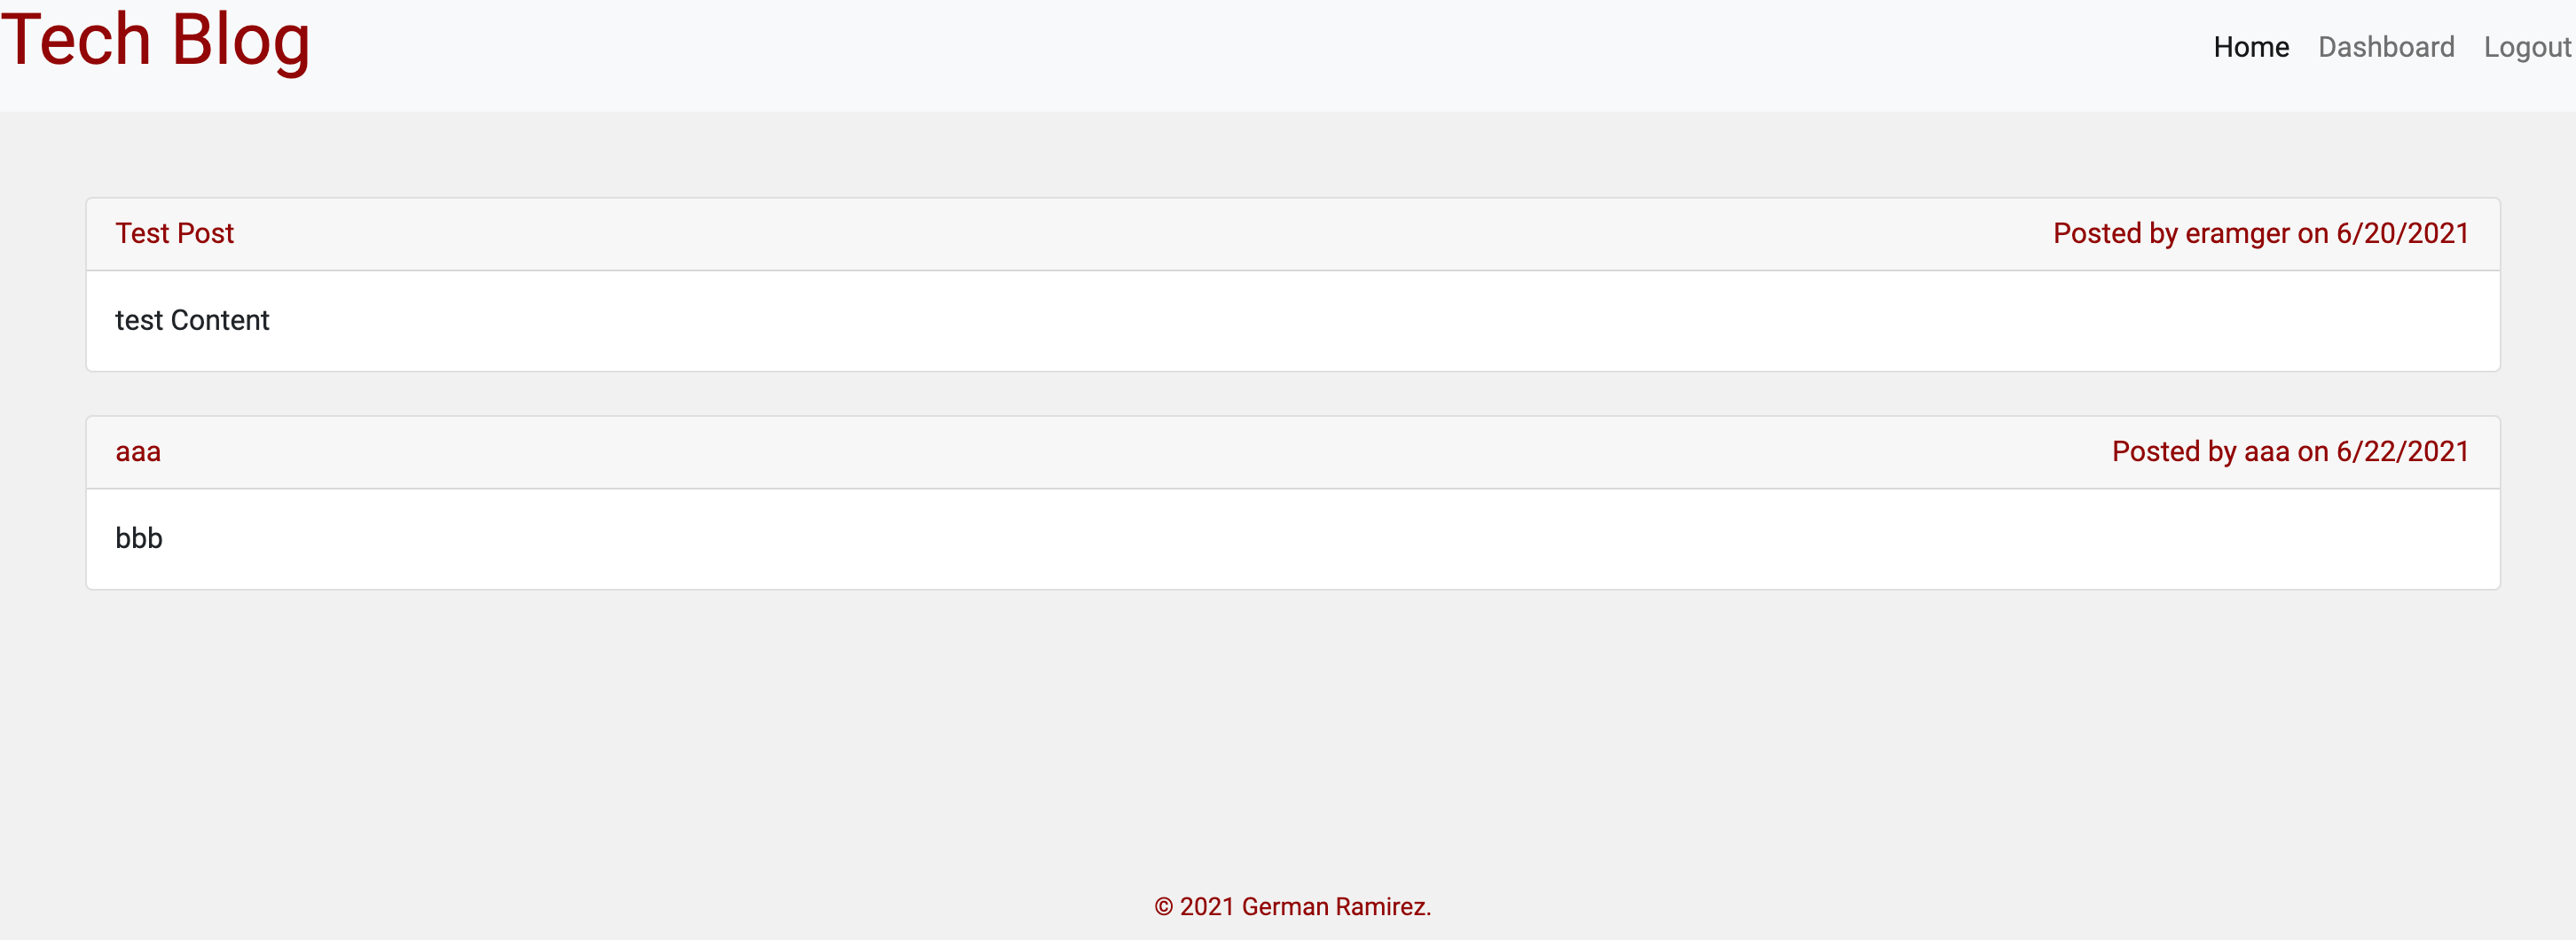 Tech Blog
Home Dashboard Logout
Test Post Posted by eramger on 6/20/2021
test Content
aaa Posted by aaa on 6/22/2021
bbb
© 2021 German Ramirez.